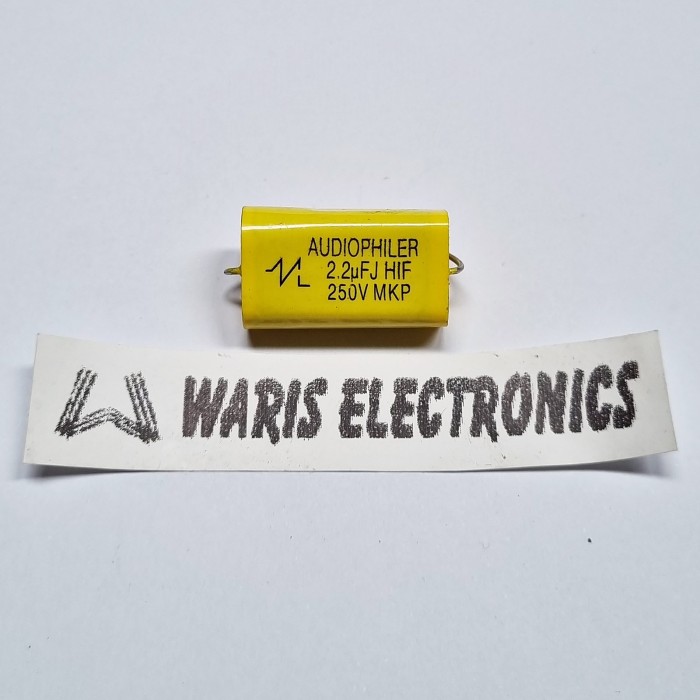 AUDIOPHILER
2.2µFJ HIF
250V MKP
WARIS ELECTRONICS